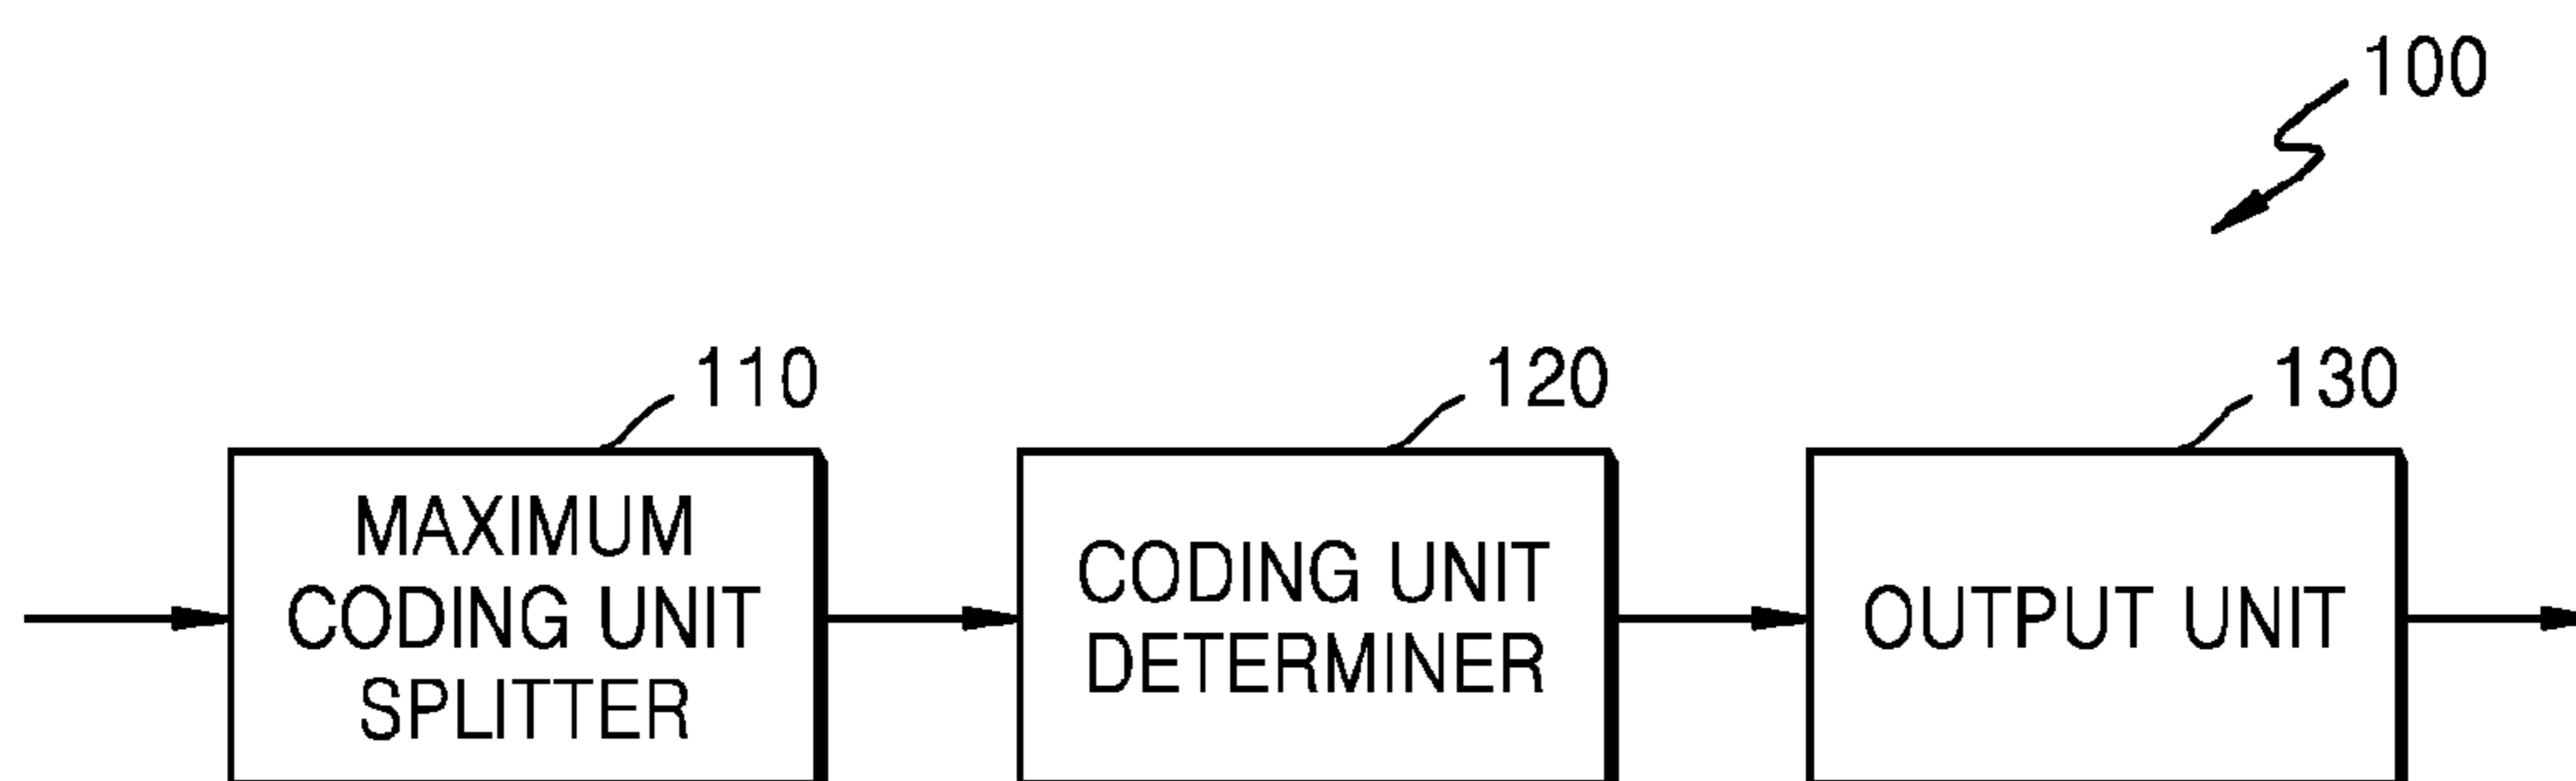 100
110
120
130
MAXIMUM
CODING UNIT
SPLITTER
CODING UNIT
DETERMINER
OUTPUT UNIT